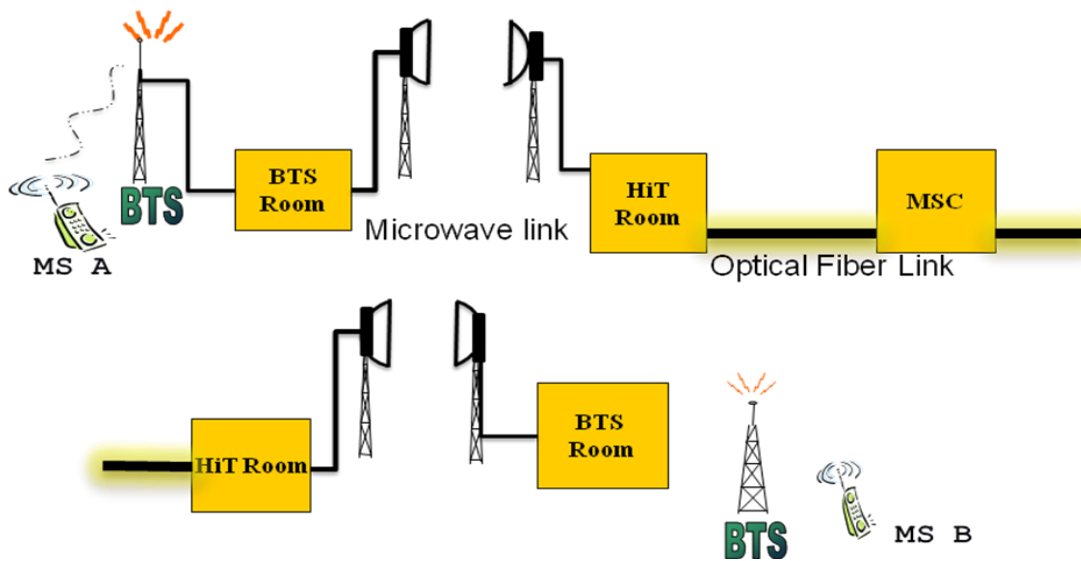 BTS
Room
HiT
Room
MSC
BTS
Microwave link
MS A
Optical Fiber Link
HiT Room
BTS
Room
BTS
MS B